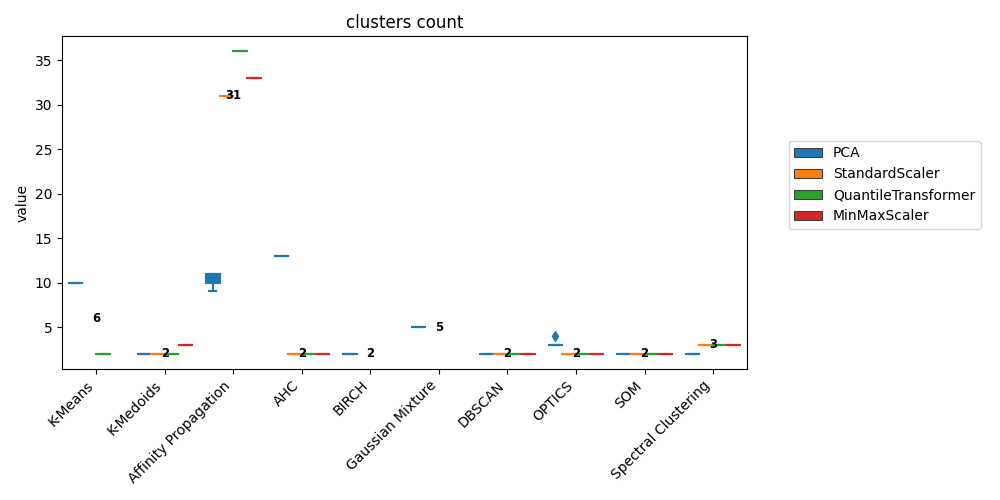 clusters count
value
35
30
25
20
15
10
5
6
2
31
2
2
5
2
2
2
3
K-Means
K-Medoids
Affinity Propagation
AHC
BIRCH
Gaussian Mixture
DBSCAN
OPTICS
SOM
Spectral Clustering
PCA
StandardScaler
QuantileTransformer
MinMaxScaler